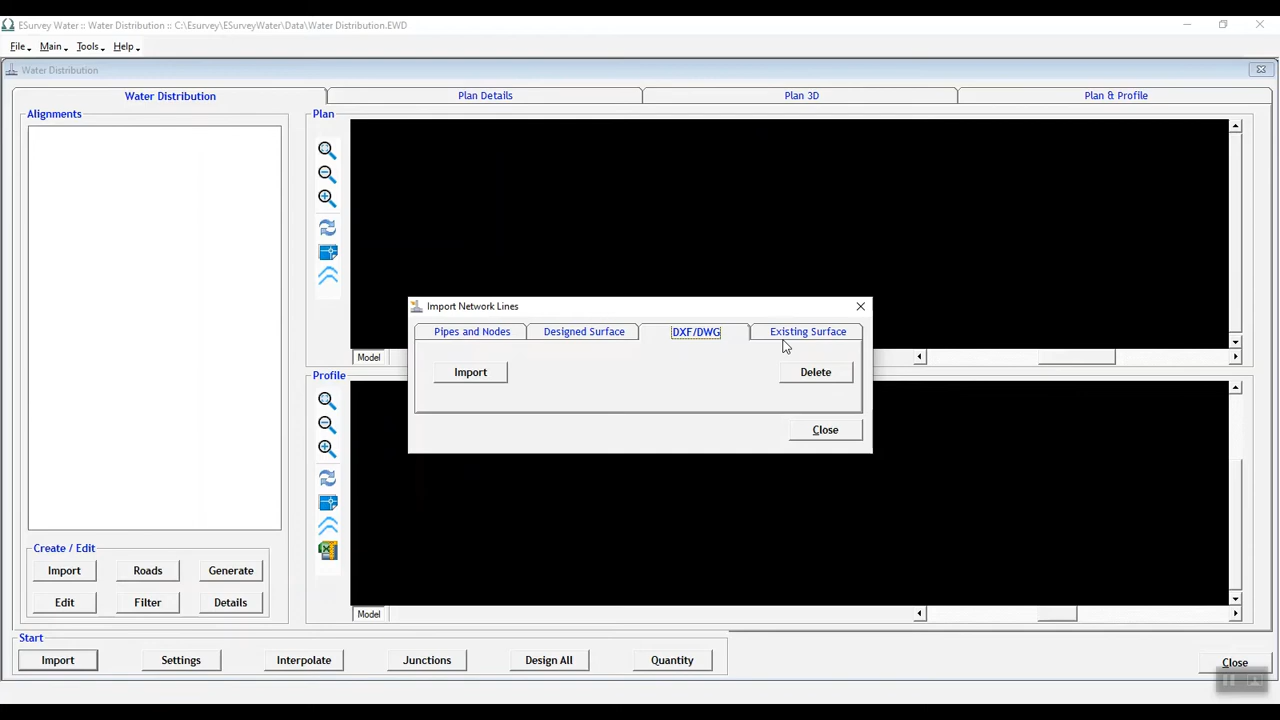 ESurvey Water :: Water Distribution :: C:\Esurvey\ESurveyWater\Data\Water Distribution.EWD
File Main Tools Help
Water Distribution
Water Distribution Plan Details Plan 3D Plan & Profile
Alignments
Plan
Import Network Lines
Pipes and Nodes Designed Surface DXF/DWG Existing Surface
Import Delete
Close
Model
Profile
Model
Create / Edit
Import Roads Generate
Edit Filter Details
Start
Import Settings Interpolate Junctions Design All Quantity
Close